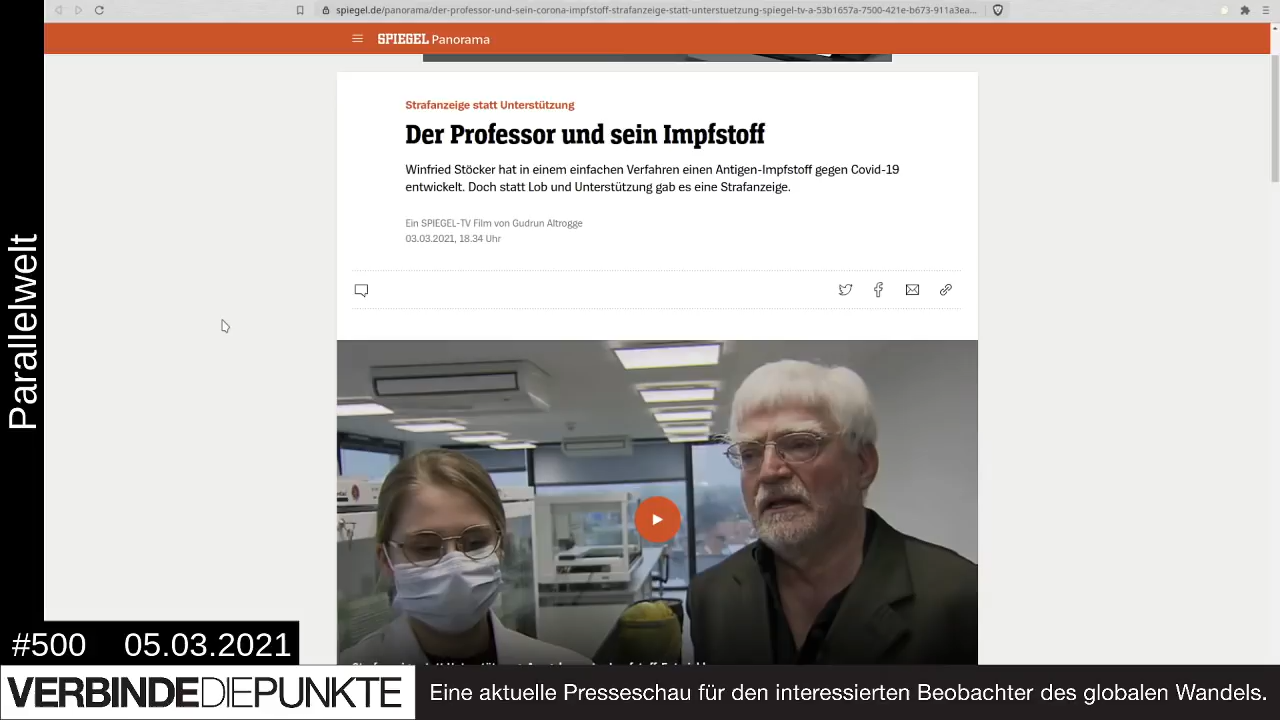 spiegel.de/panorama/der-professor-und-sein-corona-impfstoff-strafanzeige-statt-unterstuetzung-spiegel-tv-a-53b1657a-7500-421e-b673-911a3ea...
SPIEGEL Panorama
Strafanzeige statt Unterstützung
Der Professor und sein Impfstoff
Winfried Stöcker hat in einem einfachen Verfahren einen Antigen-Impfstoff gegen Covid-19
entwickelt. Doch statt Lob und Unterstützung gab es eine Strafanzeige.
Ein SPIEGEL-TV Film von Gudrun Altrogge
03.03.2021, 18.34 Uhr
Parallelwelt
#500 05.03.2021
VERBINDEDIEPUNKTE
Eine aktuelle Presseschau für den interessierten Beobachter des globalen Wandels.